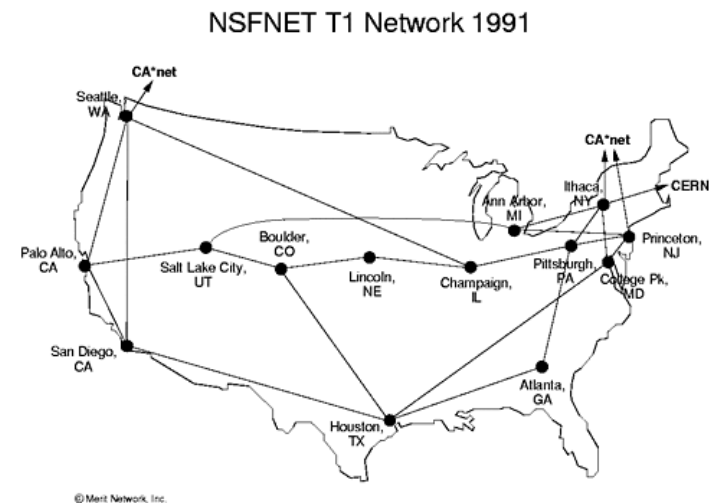 NSFNET T1 Network 1991
CA*net
Seattle,
WA
CA*net
CERN
Ithaca,
NY
Ann Arbor,
MI
Princeton,
NJ
Boulder,
CO
Palo Alto,
CA
Salt Lake City,
UT
Lincoln,
NE
Champaign,
IL
Pittsburgh,
PA
College Pk,
MD
San Diego,
CA
Atlanta,
GA
Houston,
TX
© Merit Network, Inc.